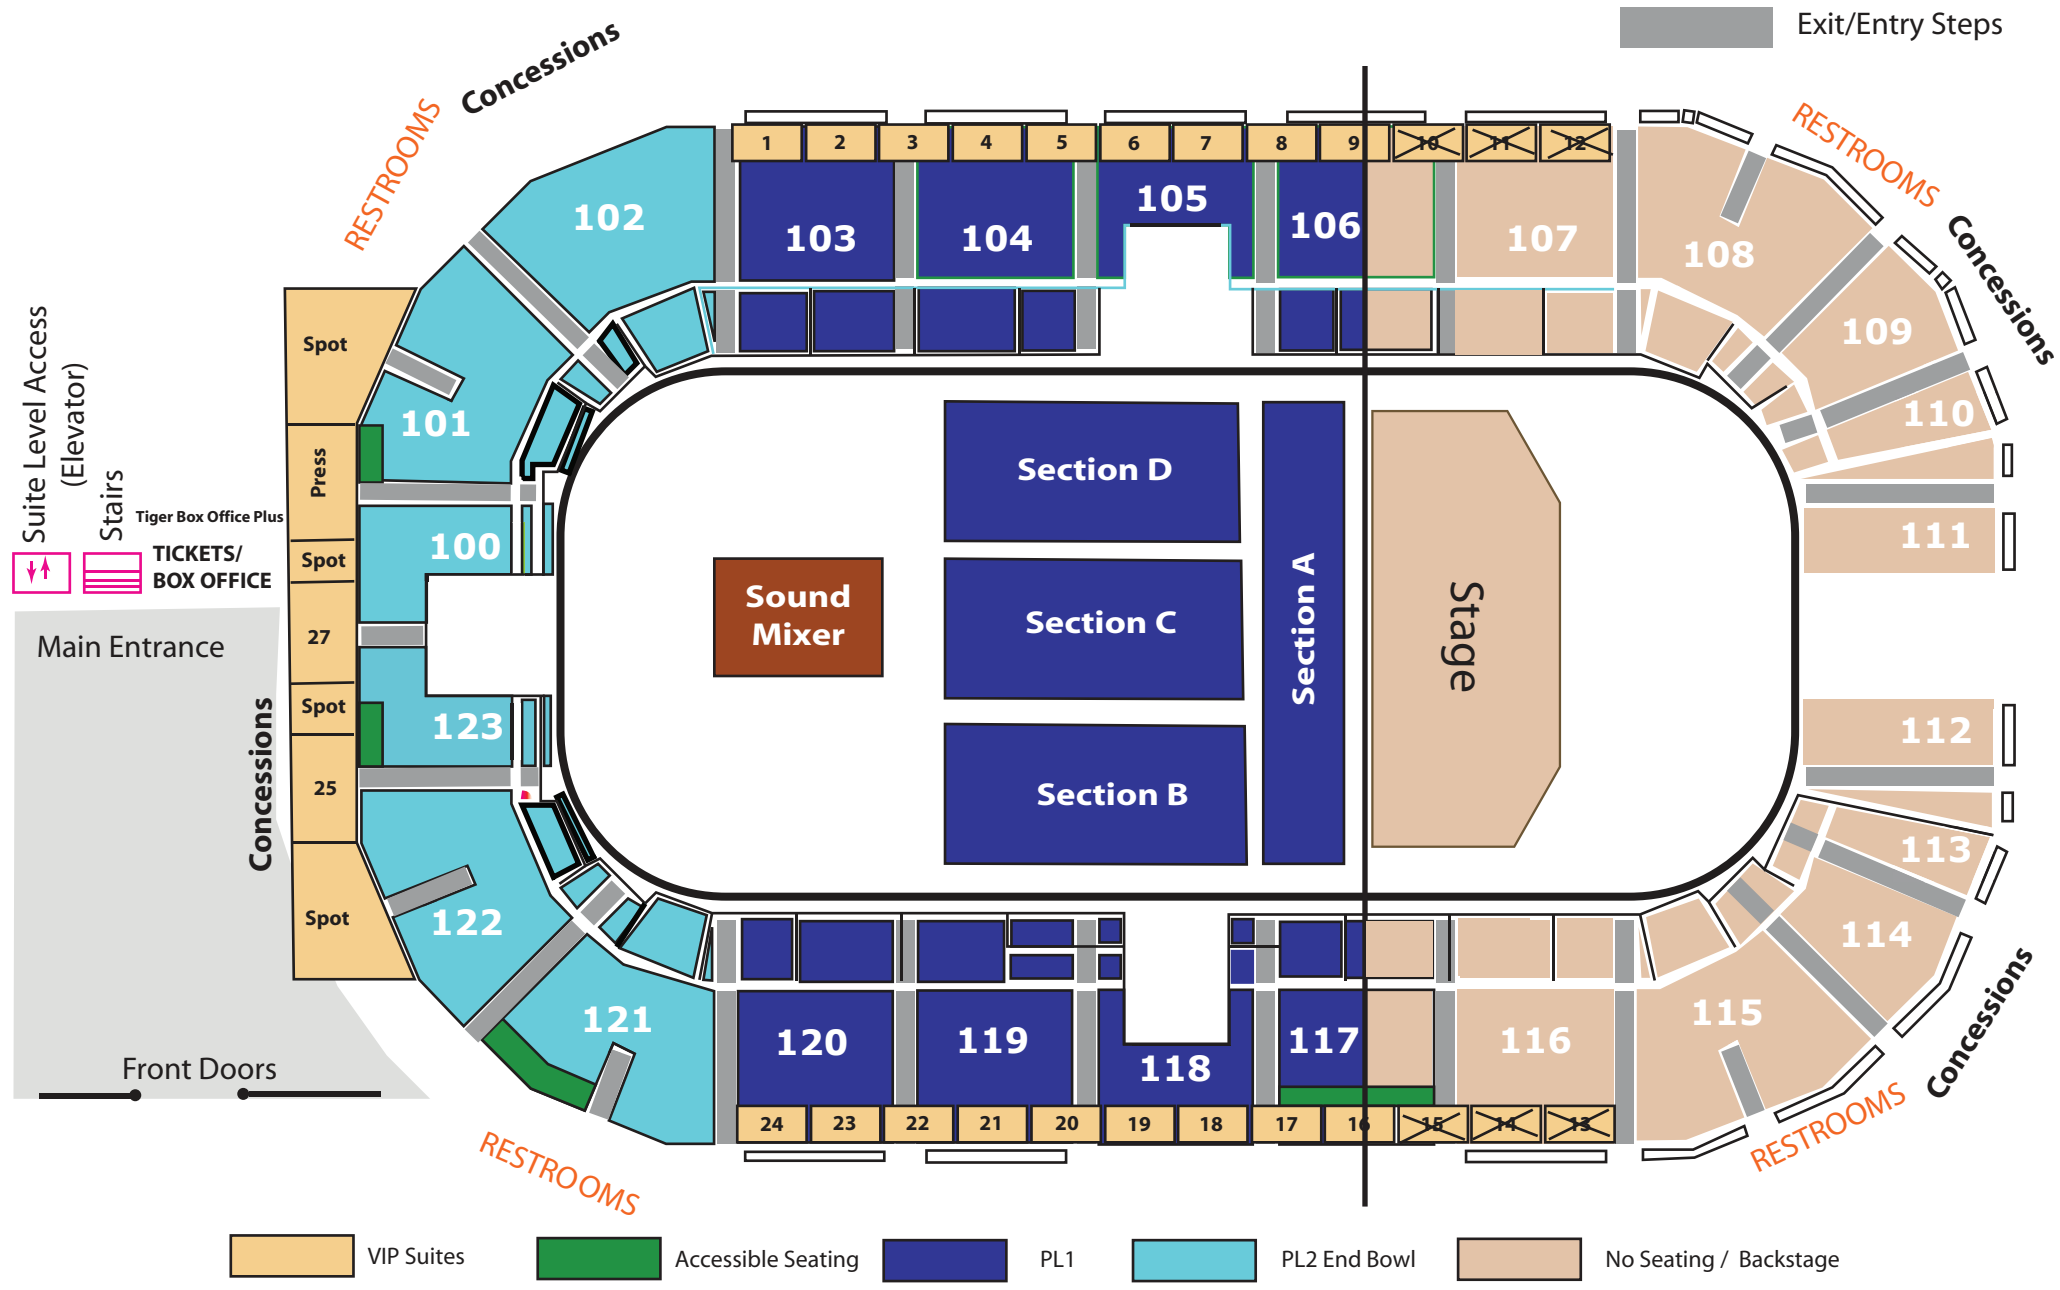 Exit/Entry Steps
Concessions
RESTROOMS
RESTROOMS
Concessions
1
2
3
4
5
6
7
8
9
10
11
12
102
103
104
105
106
107
108
109
110
111
112
113
114
115
116
117
118
119
120
121
122
123
100
101
Spot
Press
Spot
27
Spot
25
Spot
Suite Level Access
(Elevator)
Stairs
Tiger Box Office Plus
TICKETS/
BOX OFFICE
Main Entrance
Concessions
Front Doors
Sound
Mixer
Section D
Section C
Section B
Section A
Stage
24
23
22
21
20
19
18
17
16
15
14
13
RESTROOMS
RESTROOMS
Concessions
VIP Suites
Accessible Seating
PL1
PL2 End Bowl
No Seating / Backstage